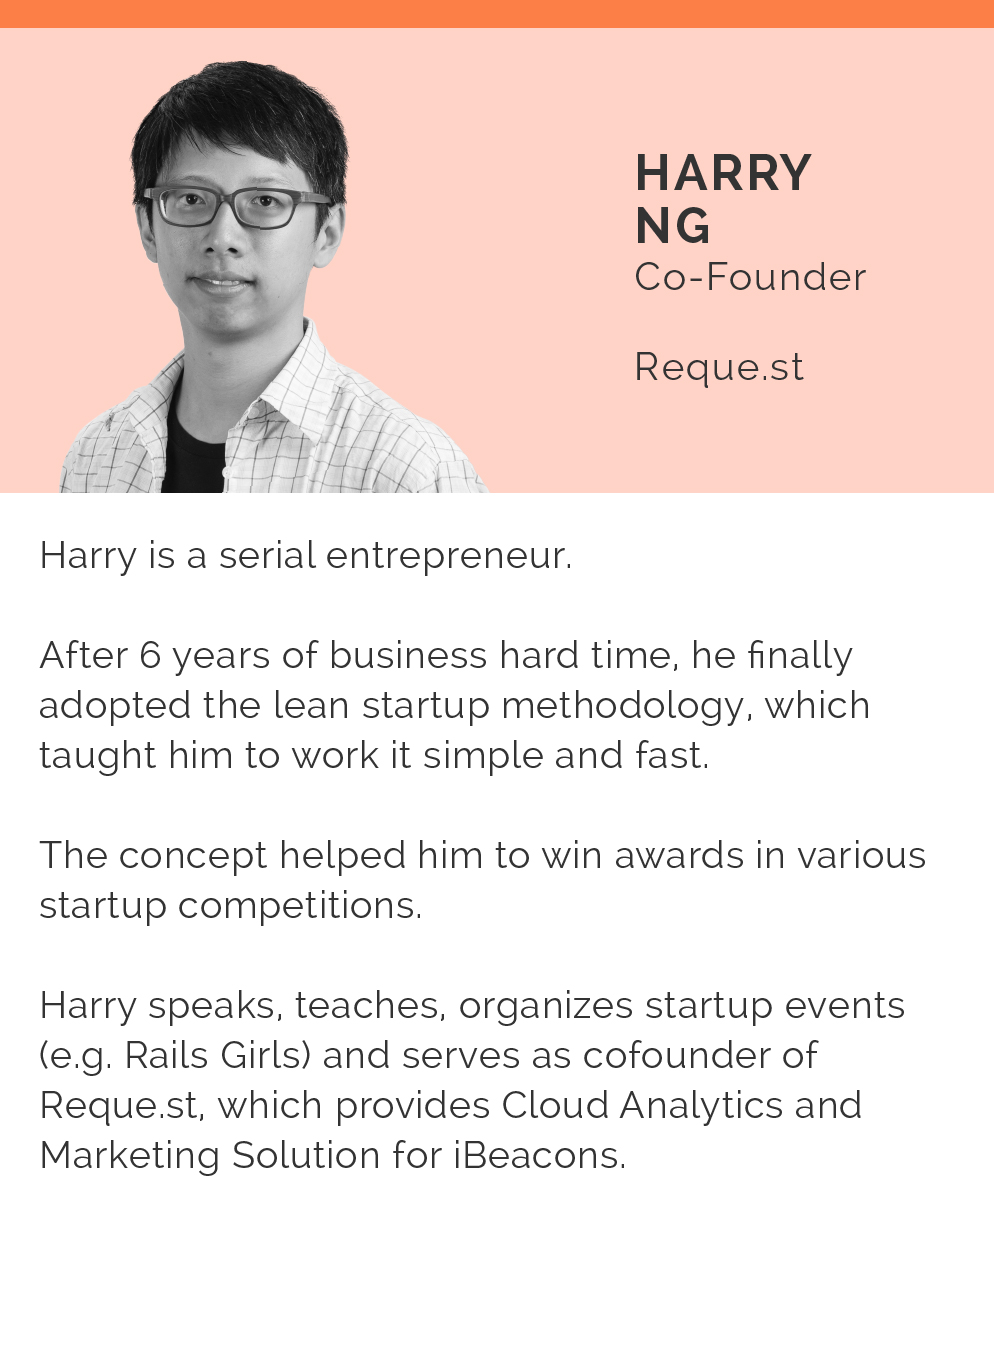 HARRY
NG
Co-Founder
Reque.st
Harry is a serial entrepreneur.
After 6 years of business hard time, he finally
adopted the lean startup methodology, which
taught him to work it simple and fast.
The concept helped him to win awards in various
startup competitions.
Harry speaks, teaches, organizes startup events
(e.g. Rails Girls) and serves as cofounder of
Reque.st, which provides Cloud Analytics and
Marketing Solution for iBeacons.